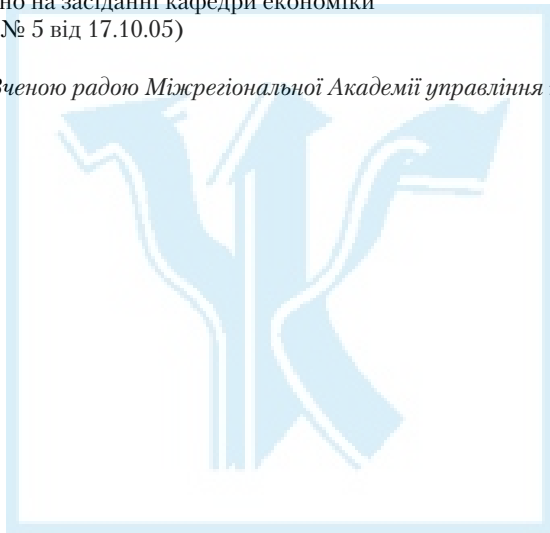 но на засіданні кафедри економіки
№ 5 від 17.10.05)
Вченою радою Міжрегіональної Академії управління